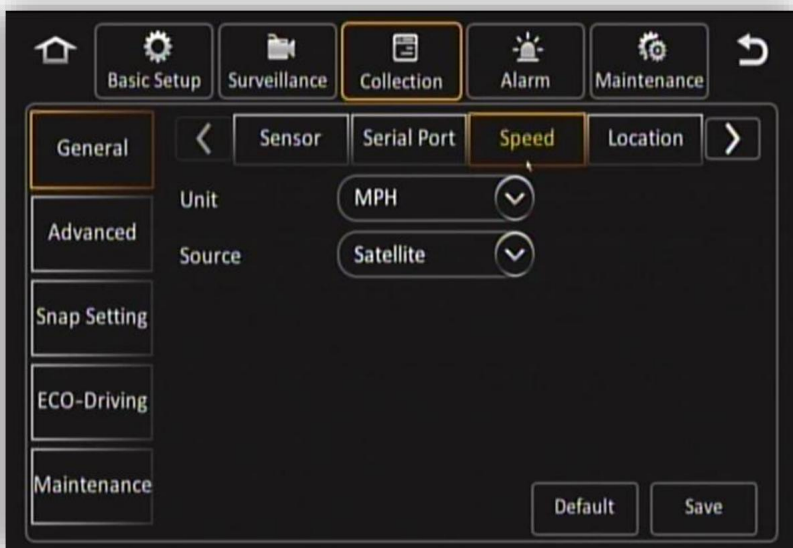 Basic Setup
Surveillance
Collection
Alarm
Maintenance
General
Sensor
Serial Port
Speed
Location
Unit
MPH
Advanced
Source
Satellite
Snap Setting
ECO-Driving
Maintenance
Default
Save